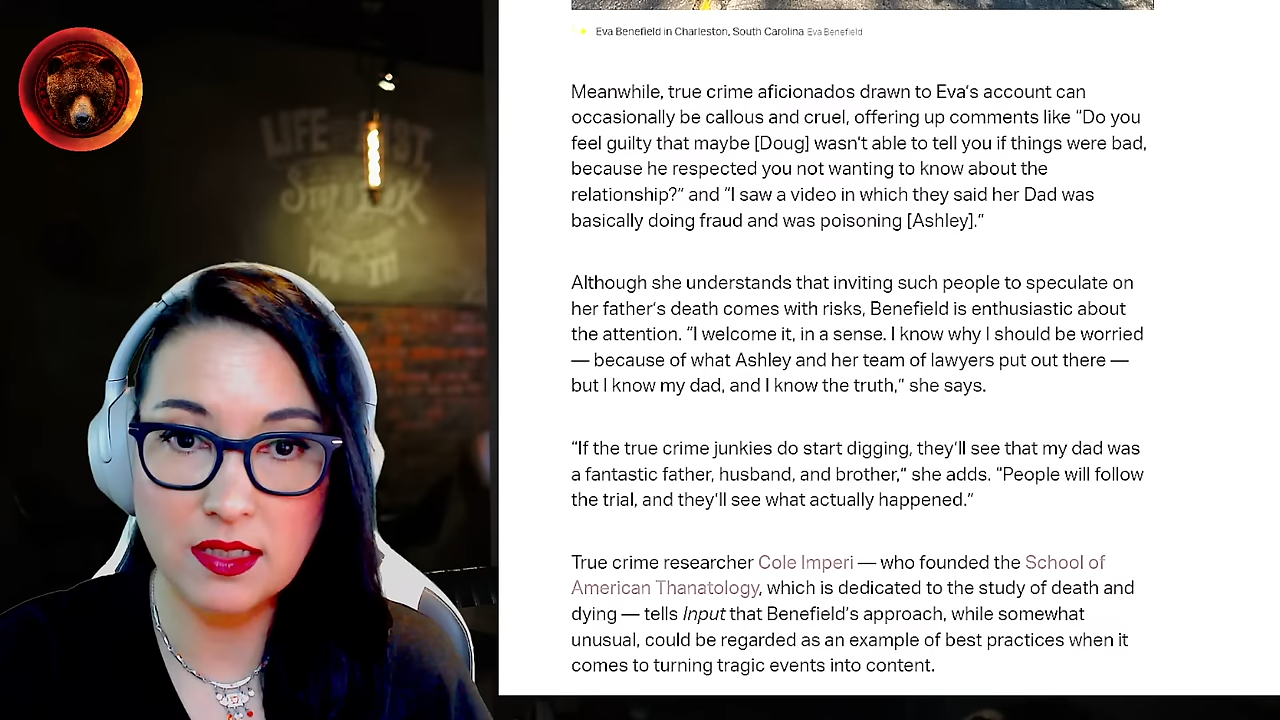 LIFE
Eva Benefield in Charleston, South Carolina Eva Benefield
Meanwhile, true crime aficionados drawn to Eva's account can
occasionally be callous and cruel, offering up comments like “Do you
feel guilty that maybe [Doug] wasn't able to tell you if things were bad,
because he respected you not wanting to know about the
relationship?” and “I saw a video in which they said her Dad was
basically doing fraud and was poisoning [Ashley].”
Although she understands that inviting such people to speculate on
her father's death comes with risks, Benefield is enthusiastic about
the attention. “I welcome it, in a sense. I know why I should be worried
— because of what Ashley and her team of lawyers put out there —
but I know my dad, and I know the truth,” she says.
“If the true crime junkies do start digging, they'll see that my dad was
a fantastic father, husband, and brother,” she adds. “People will follow
the trial, and they'll see what actually happened.”
True crime researcher Cole Imperi — who founded the School of
American Thanatology, which is dedicated to the study of death and
dying — tells Input that Benefield's approach, while somewhat
unusual, could be regarded as an example of best practices when it
comes to turning tragic events into content.